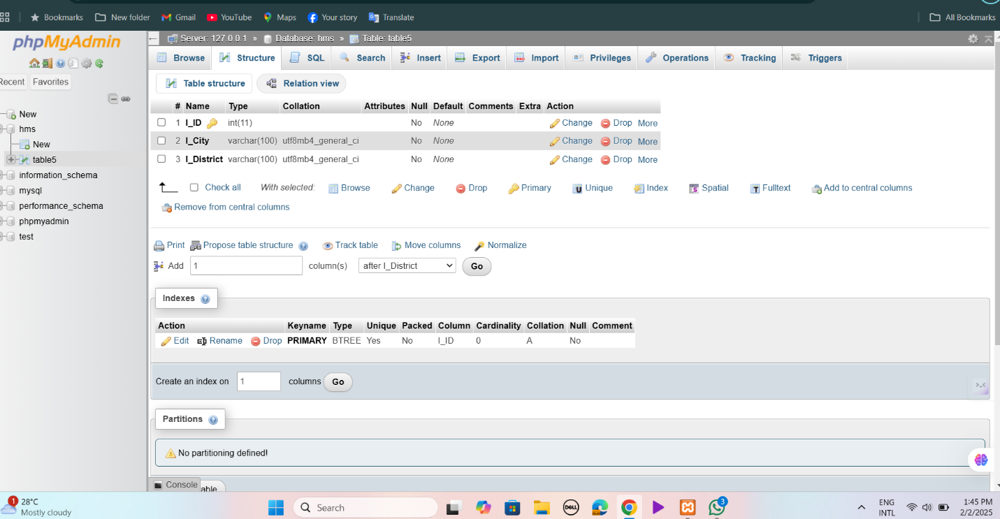 Bookmarks New folder Gmail YouTube Maps Your story Translate All Bookmarks
phpMyAdmin
Recent Favorites
New
hms
New
table5
information_schema
mysql
performance_schema
phpmyadmin
test
Server: 127.0.0.1 » Database: hms » Table: table5
Browse Structure SQL Search Insert Export Import Privileges Operations Tracking Triggers
Table structure Relation view
# Name Type Collation Attributes Null Default Comments Extra Action
1 I_ID int(11) No None Change Drop More
2 I_City varchar(100) utf8mb4_general_ci No None Change Drop More
3 I_District varchar(100) utf8mb4_general_ci No None Change Drop More
Check all With selected: Browse Change Drop Primary Unique Index Spatial Fulltext Add to central columns
Remove from central columns
Print Propose table structure Track table Move columns Normalize
Add 1 column(s) after I_District Go
Indexes
Action Keyname Type Unique Packed Column Cardinality Collation Null Comment
Edit Rename Drop PRIMARY BTREE Yes No I_ID 0 A No
Create an index on 1 columns Go
Partitions
No partitioning defined!
Console able
1 28°C
Mostly cloudy
Search
DELL
3
ENG
INTL
1:45 PM
2/2/2025